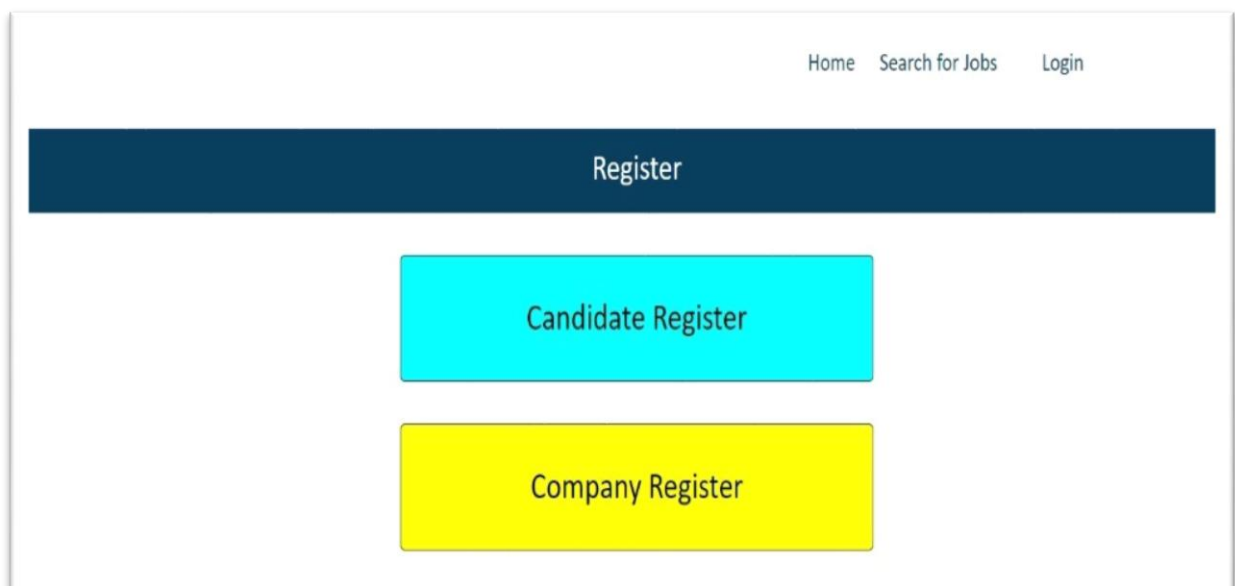 Home Search for Jobs Login
Register
Candidate Register
Company Register